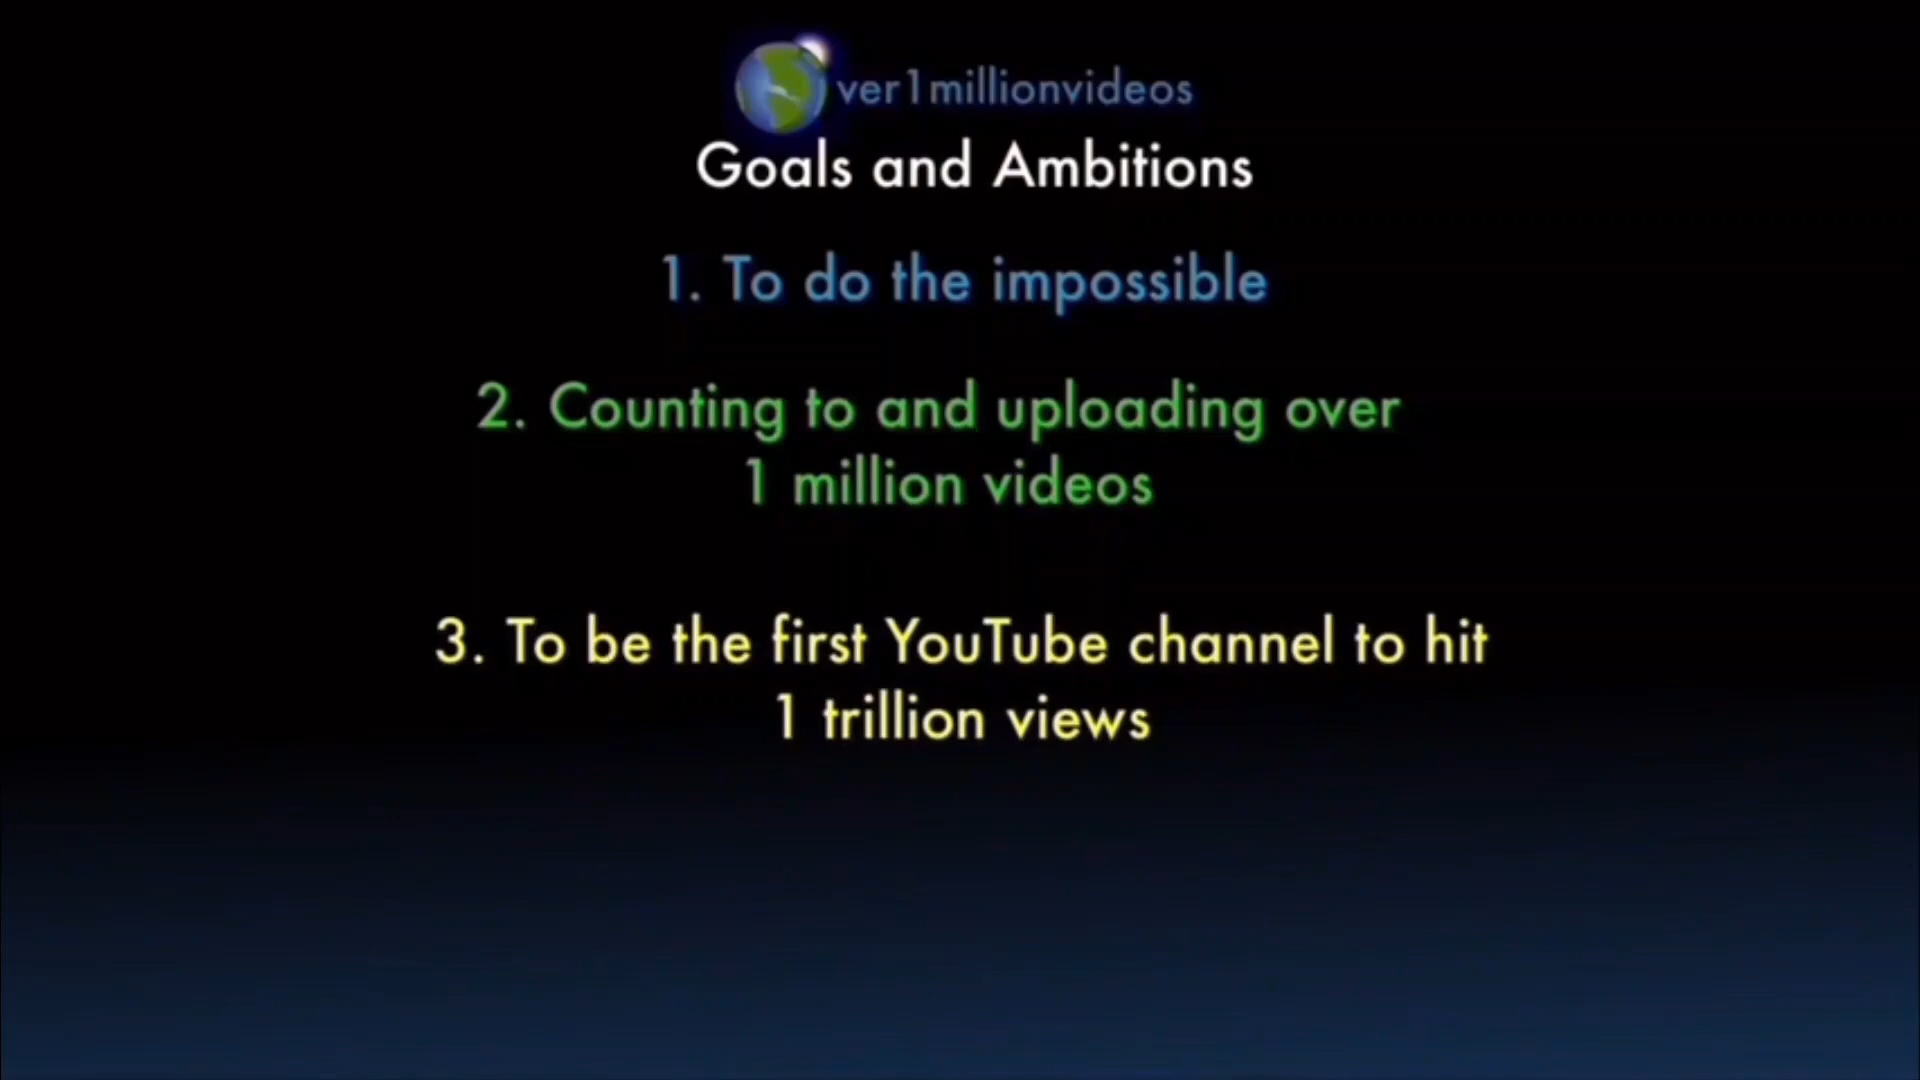 ver1millionvideos
Goals and Ambitions
1. To do the impossible
2. Counting to and uploading over
1 million videos
3. To be the first YouTube channel to hit
1 trillion views